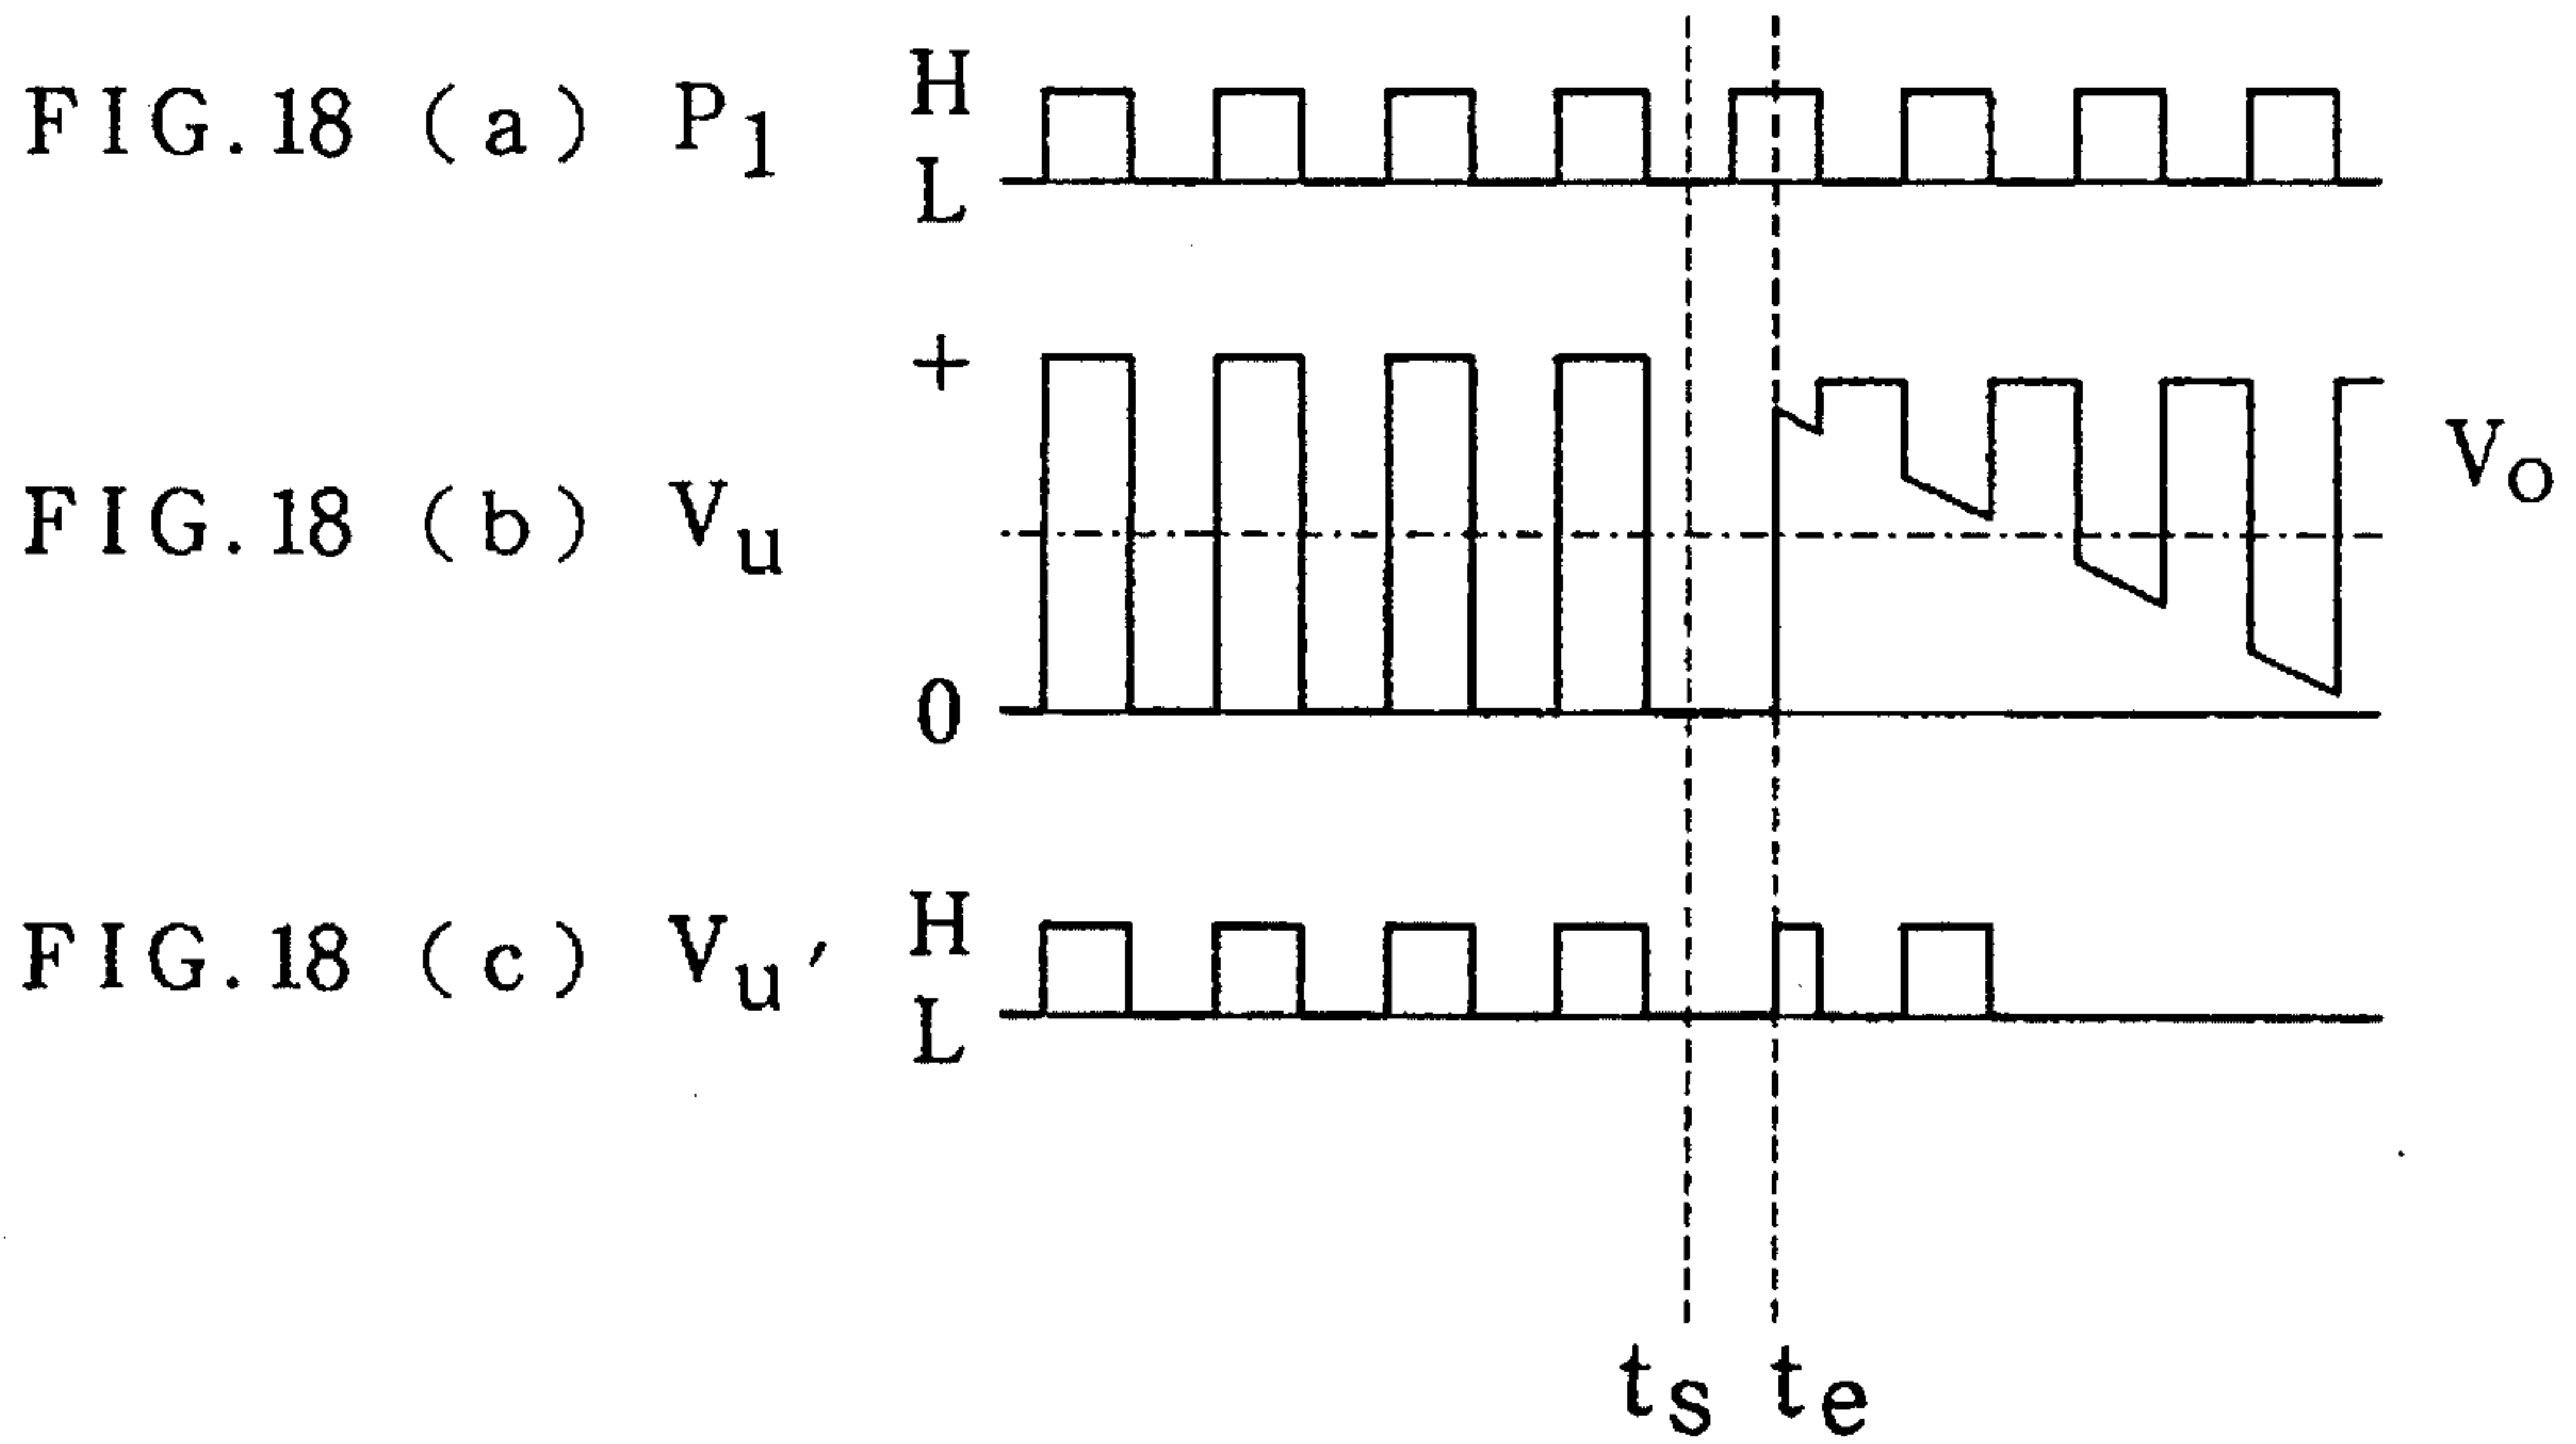 FIG.18 (a) P1
H
L
FIG.18 (b) Vu
+
0
Vo
FIG.18 (c) Vu'
H
L
ts te